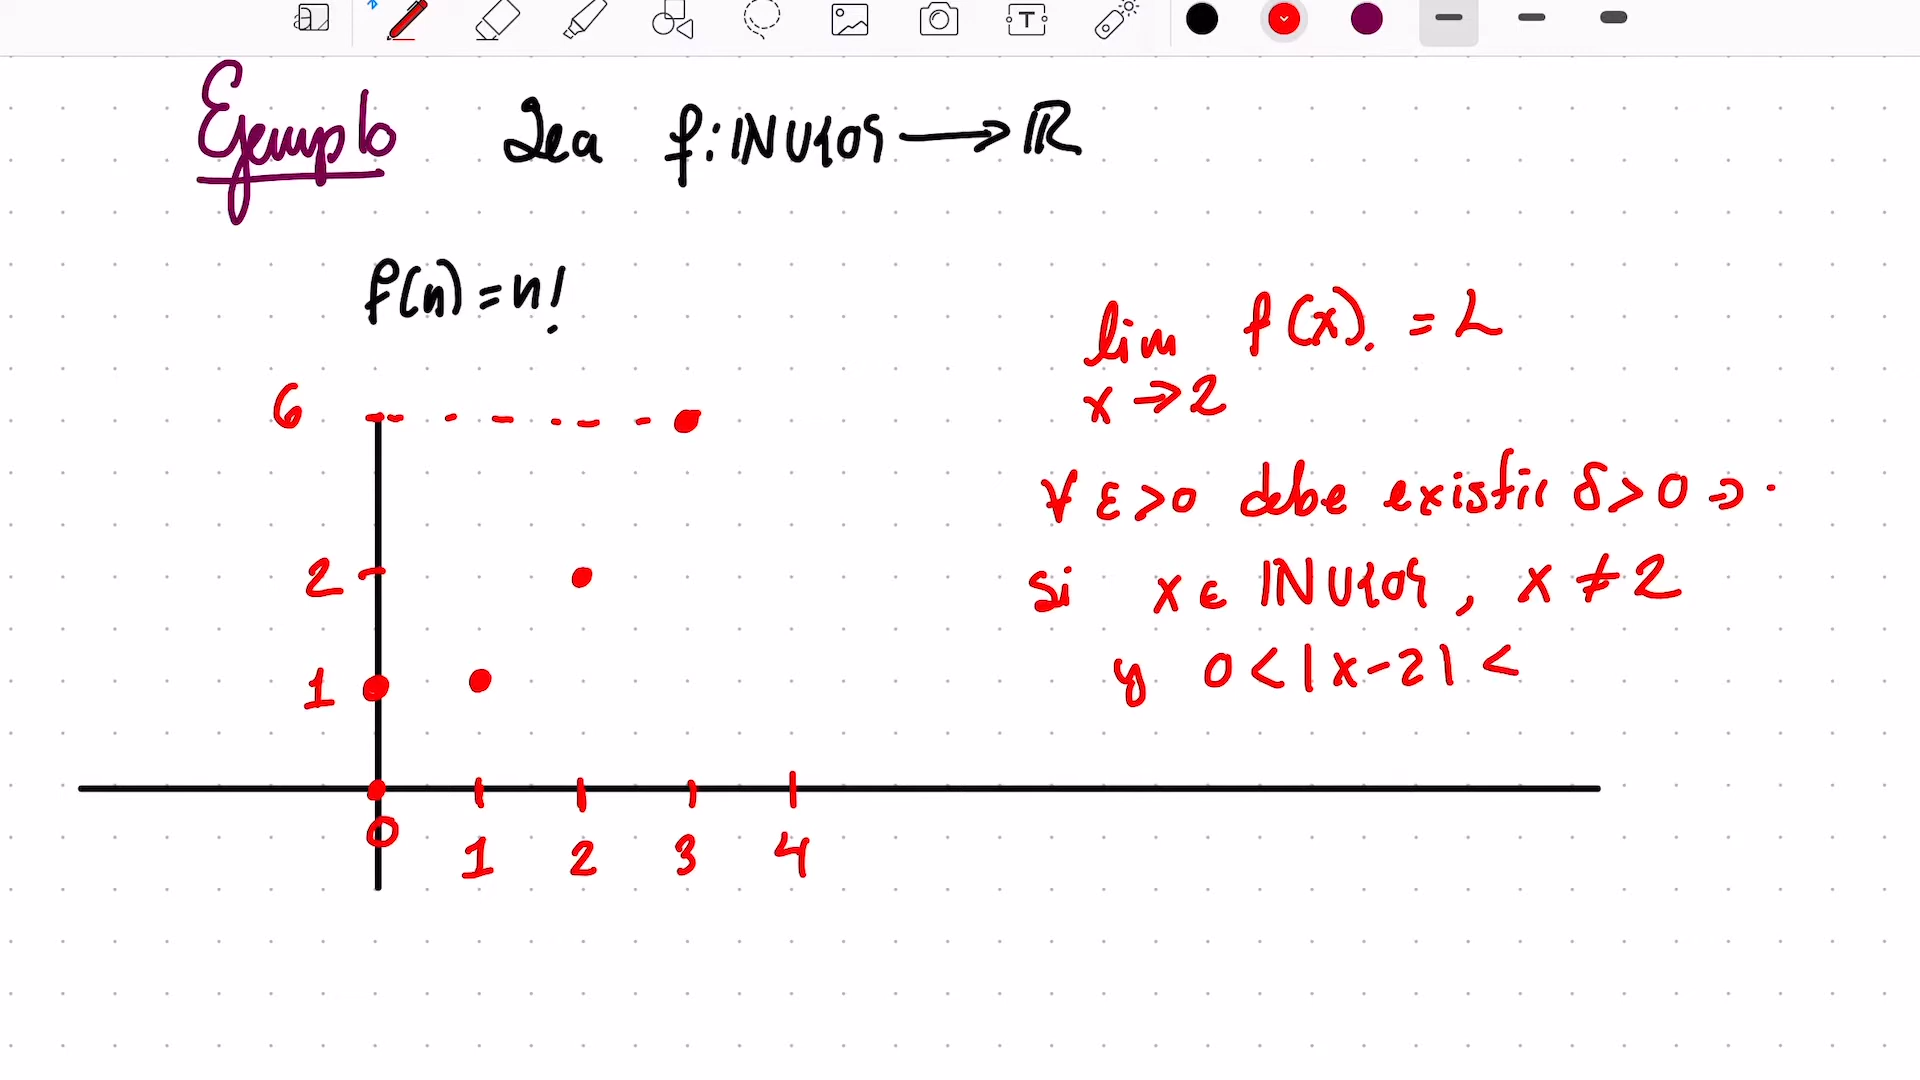 Ejemplo Sea f: ℕ∪{0} → ℝ
f(n) = n!
lim f(x) = L
x → 2
∀ ε > 0 debe existir δ > 0 ∋·
si x ∈ ℕ∪{0}, x ≠ 2
y 0 < |x - 2| <
6
2
1
0 1 2 3 4